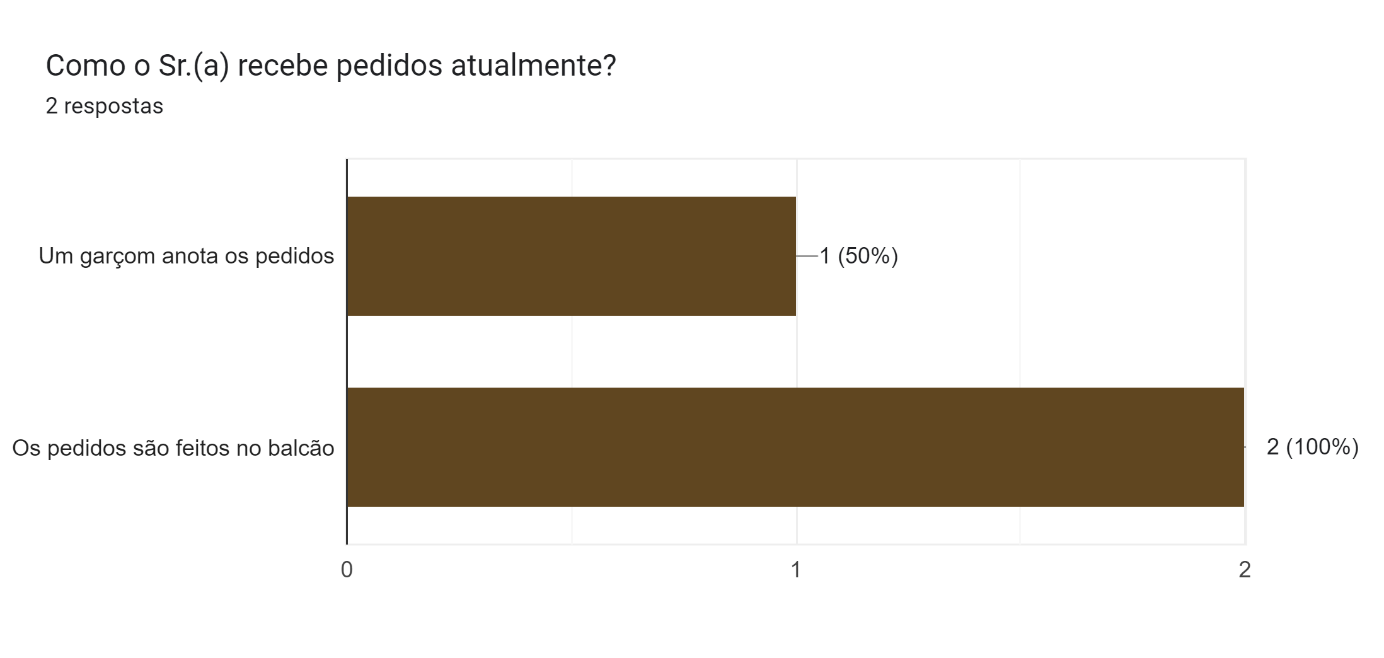 Como o Sr.(a) recebe pedidos atualmente?
2 respostas
Um garçom anota os pedidos
1 (50%)
Os pedidos são feitos no balcão
2 (100%)
0
1
2